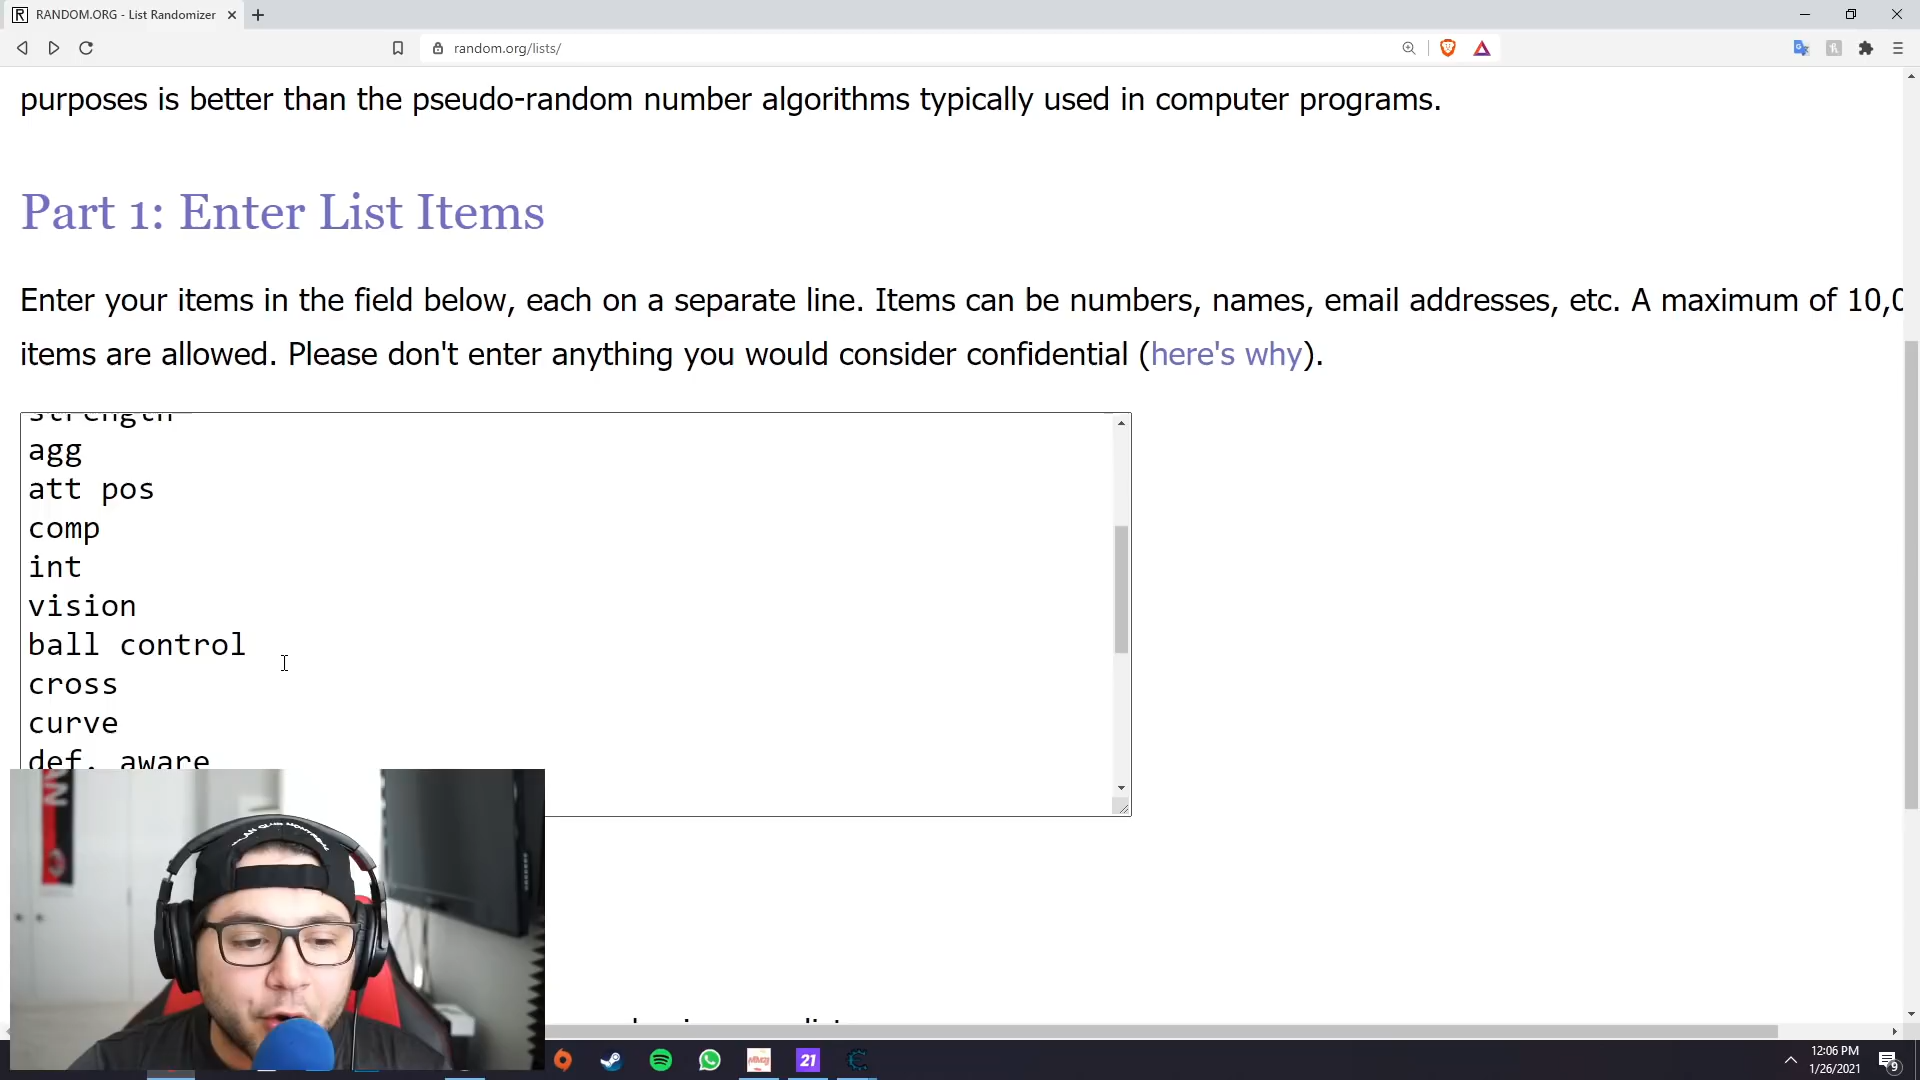 RANDOM.ORG - List Randomizer
random.org/lists/
purposes is better than the pseudo-random number algorithms typically used in computer programs.
Part 1: Enter List Items
Enter your items in the field below, each on a separate line. Items can be numbers, names, email addresses, etc. A maximum of 10,0
items are allowed. Please don't enter anything you would consider confidential (here's why).
strength
agg
att pos
comp
int
vision
ball control
cross
curve
def. aware
21
12:06 PM
1/26/2021
9